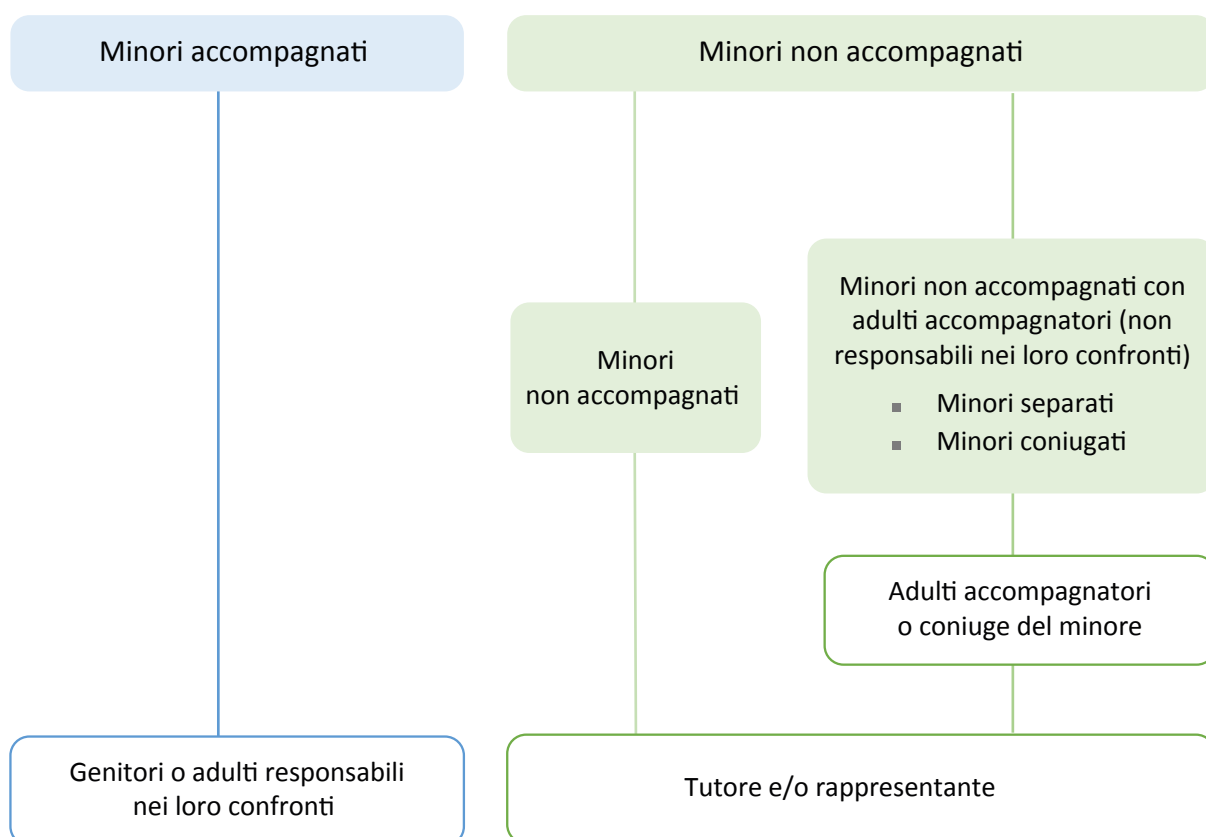 Minori accompagnati
Minori non accompagnati
Minori non accompagnati con
adulti accompagnatori (non
responsabili nei loro confronti)
▪ Minori separati
▪ Minori coniugati
Minori
non accompagnati
Adulti accompagnatori
o coniuge del minore
Genitori o adulti responsabili
nei loro confronti
Tutore e/o rappresentante